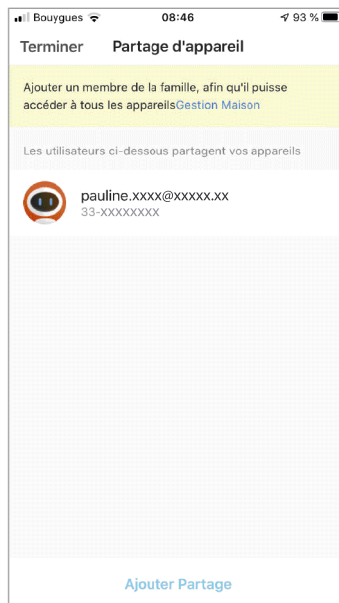 Bouygues 08:46 93 %
Terminer Partage d'appareil
Ajouter un membre de la famille, afin qu'il puisse
accéder à tous les appareilsGestion Maison
Les utilisateurs ci-dessous partagent vos appareils
pauline.xxxx@xxxxx.xx
33-XXXXXXXX
Ajouter Partage